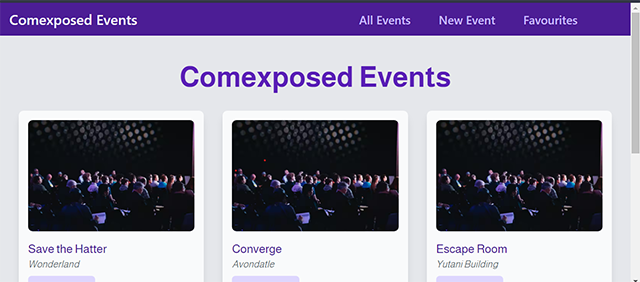 Comexposed Events
All Events
New Event
Favourites
Comexposed Events
Save the Hatter
Wonderland
Converge
Avondatle
Escape Room
Yutani Building